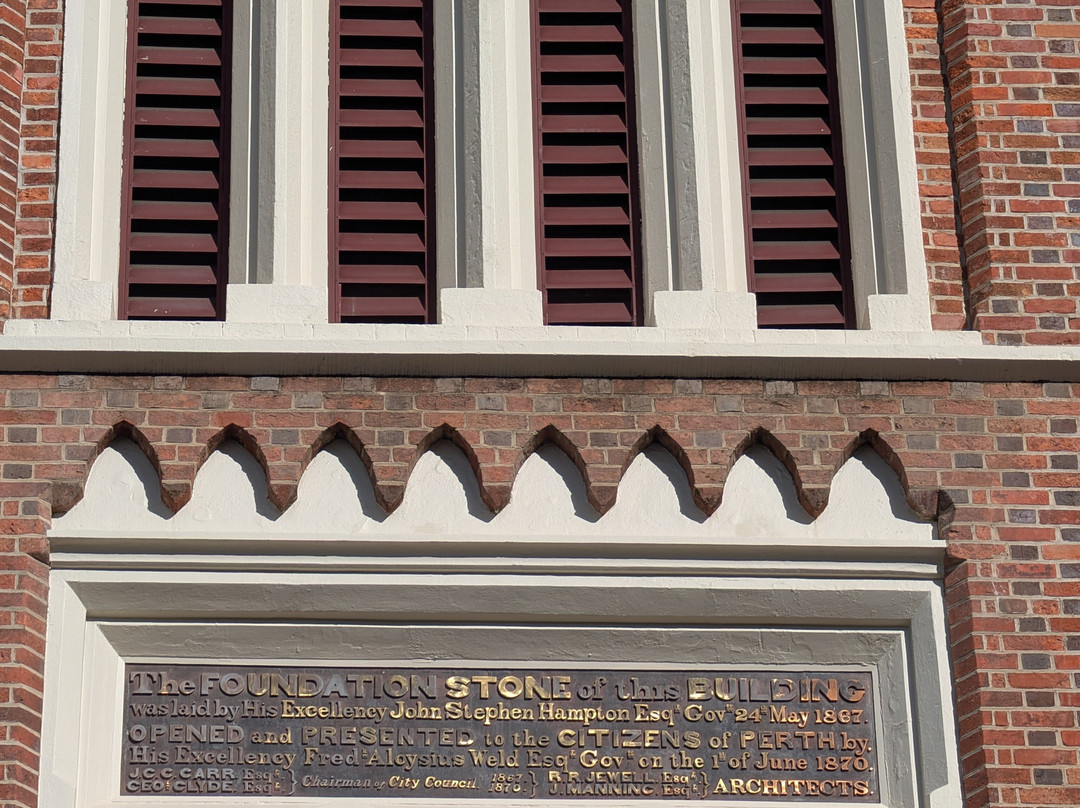 The FOUNDATION STONE of this BUILDING
was laid by His Excellency John Stephen Hampton Esqʳ Govʳ 24ᵗʰ May 1867.
OPENED and PRESENTED to the CITIZENS of PERTH by.
His Excellency Fredᵏ Aloysius Weld Esqʳ Govʳ on the 1ˢᵗ of June 1870
J.C.C. CARR. Esqʳ. } Chairman of City Council. 1867. } R.R. JEWELL. Esqʳ. } ARCHITECTS.
GEOᵉ CLYDE. Esqʳ. 1870. J. MANNING. Esqʳ.